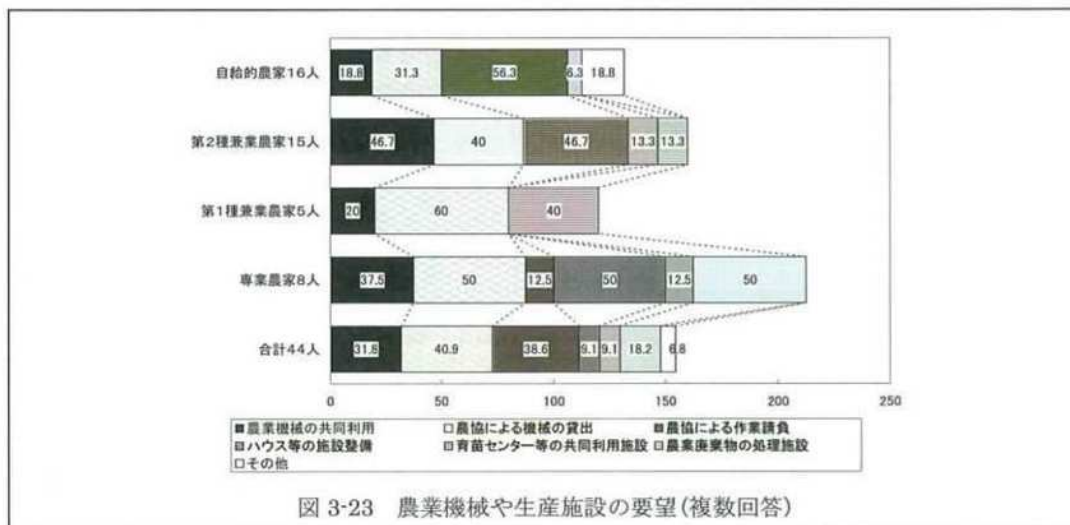 自給的農家16人 18.8 31.3 56.3 6.3 18.8
第2種兼業農家15人 46.7 40 46.7 13.3 13.3
第1種兼業農家5人 20 60 40
専業農家8人 37.5 50 12.5 50 12.5 50
合計44人 31.8 40.9 38.6 9.1 9.1 18.2 6.8
0 50 100 150 200 250
■農業機械の共同利用 □農協による機械の貸出 ■農協による作業請負
■ハウス等の施設整備 □育苗センター等の共同利用施設 □農業廃棄物の処理施設
□その他
図 3-23 農業機械や生産施設の要望(複数回答)